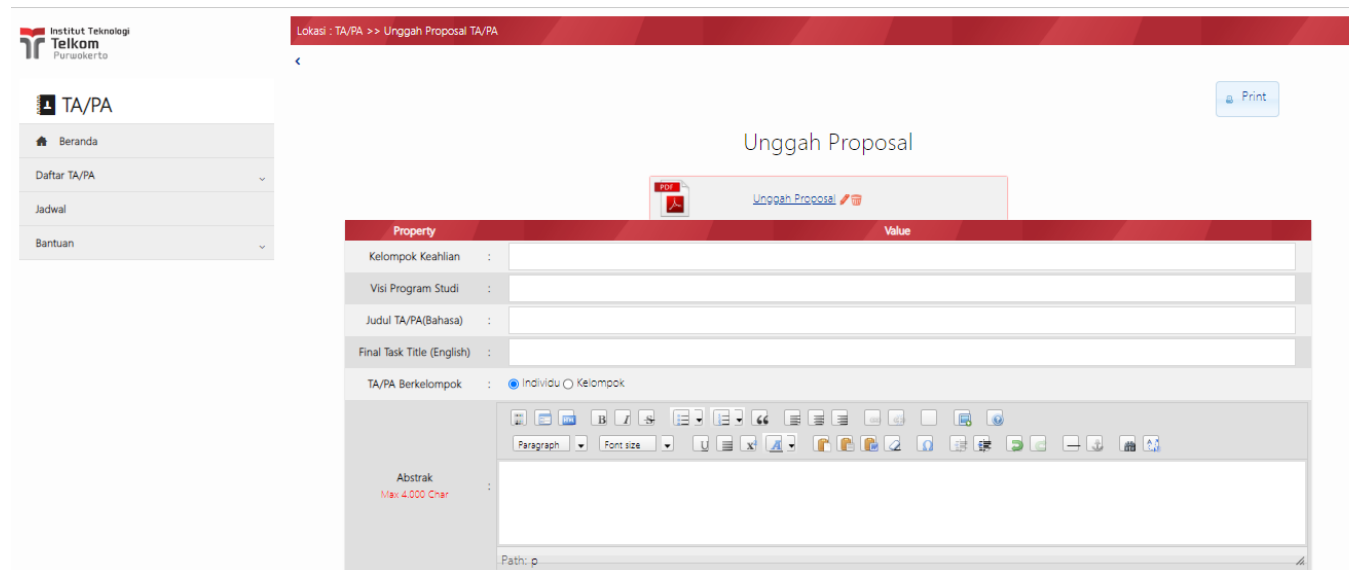 Institut Teknologi
Telkom
Purwokerto
Lokasi : TA/PA >> Unggah Proposal TA/PA
TA/PA
Print
Beranda
Unggah Proposal
Daftar TA/PA
PDF
Unggah Proposal
Jadwal
Property Value
Bantuan
Kelompok Keahlian :
Visi Program Studi :
Judul TA/PA(Bahasa) :
Final Task Title (English) :
TA/PA Berkelompok : Individu Kelompok
Paragraph Font size
Abstrak :
Max 4.000 Char
Path: p